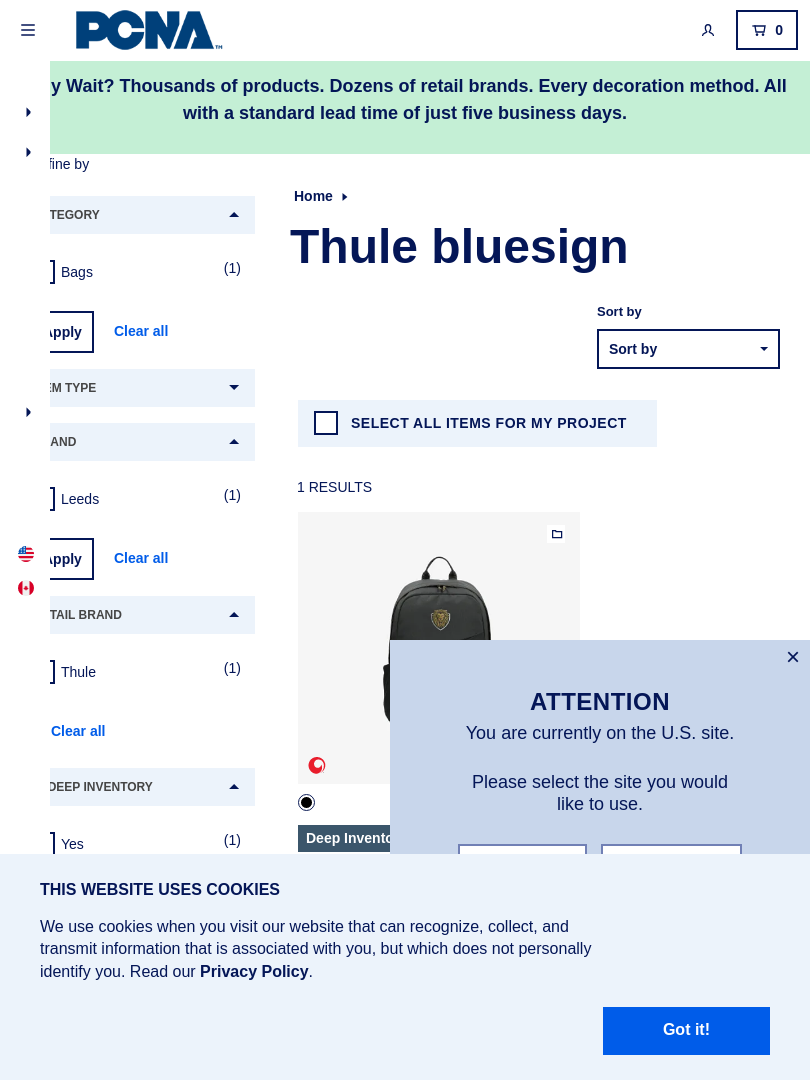 PCNA™
0
y Wait? Thousands of products. Dozens of retail brands. Every decoration method. All
with a standard lead time of just five business days.
fine by
Home
Thule bluesign
TEGORY
Bags
(1)
Apply
Clear all
Sort by
Sort by
EM TYPE
SELECT ALL ITEMS FOR MY PROJECT
AND
1 RESULTS
Leeds
(1)
Apply
Clear all
TAIL BRAND
Thule
(1)
Clear all
DEEP INVENTORY
Yes
(1)
Deep Invento
ATTENTION
You are currently on the U.S. site.
Please select the site you would
like to use.
THIS WEBSITE USES COOKIES
We use cookies when you visit our website that can recognize, collect, and
transmit information that is associated with you, but which does not personally
identify you. Read our Privacy Policy.
Got it!